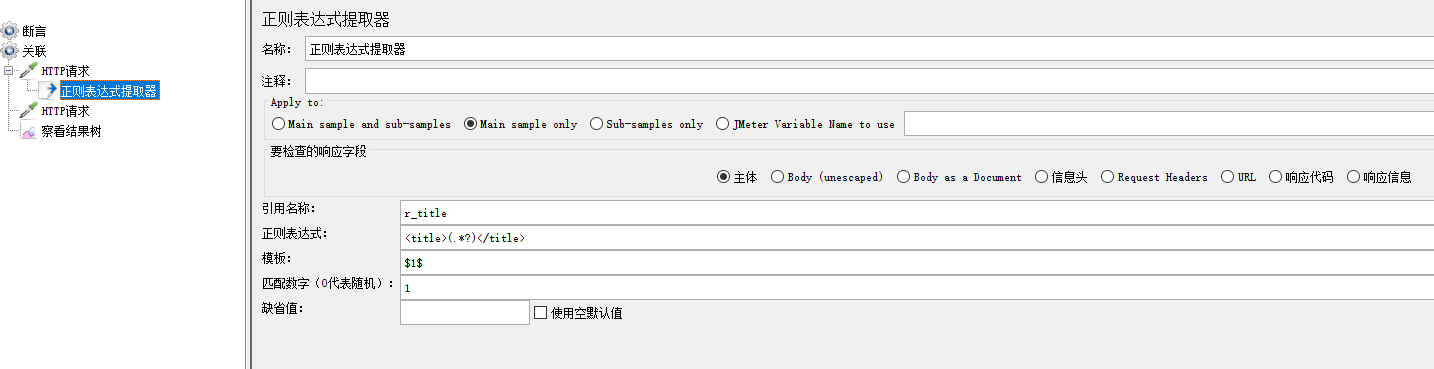 断言
关联
HTTP请求
正则表达式提取器
HTTP请求
察看结果树
正则表达式提取器
名称： 正则表达式提取器
注释：
Apply to:
Main sample and sub-samples Main sample only Sub-samples only JMeter Variable Name to use
要检查的响应字段
主体 Body (unescaped) Body as a Document 信息头 Request Headers URL 响应代码 响应信息
引用名称： r_title
正则表达式： <title>(.*?)</title>
模板： $1$
匹配数字（0代表随机）： 1
缺省值： 使用空默认值